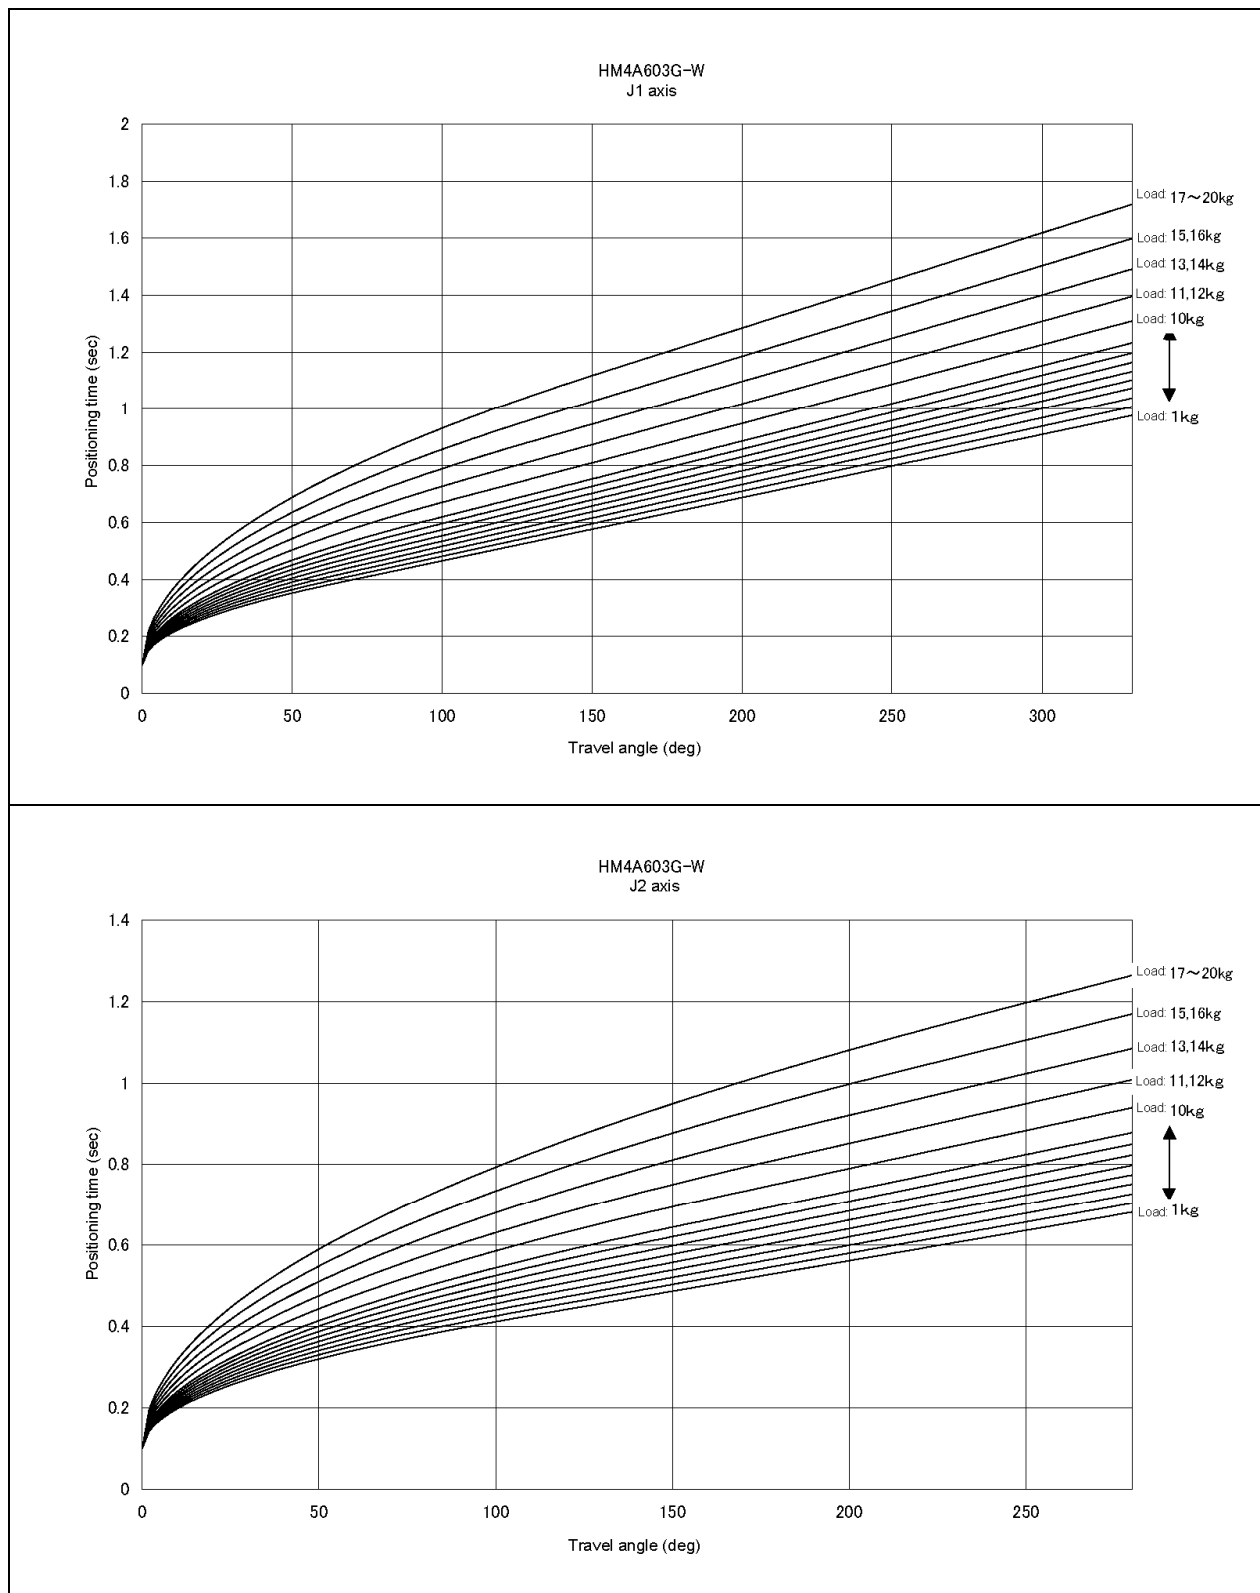 HM4A603G-W
J1 axis
2
1.8
1.6
1.4
1.2
1
0.8
0.6
0.4
0.2
0
Positioning time (sec)
Load: 17～20kg
Load: 15,16kg
Load: 13,14kg
Load: 11,12kg
Load: 10kg
Load: 1kg
0 50 100 150 200 250 300
Travel angle (deg)
HM4A603G-W
J2 axis
1.4
1.2
1
0.8
0.6
0.4
0.2
0
Positioning time (sec)
Load: 17～20kg
Load: 15,16kg
Load: 13,14kg
Load: 11,12kg
Load: 10kg
Load: 1kg
0 50 100 150 200 250
Travel angle (deg)